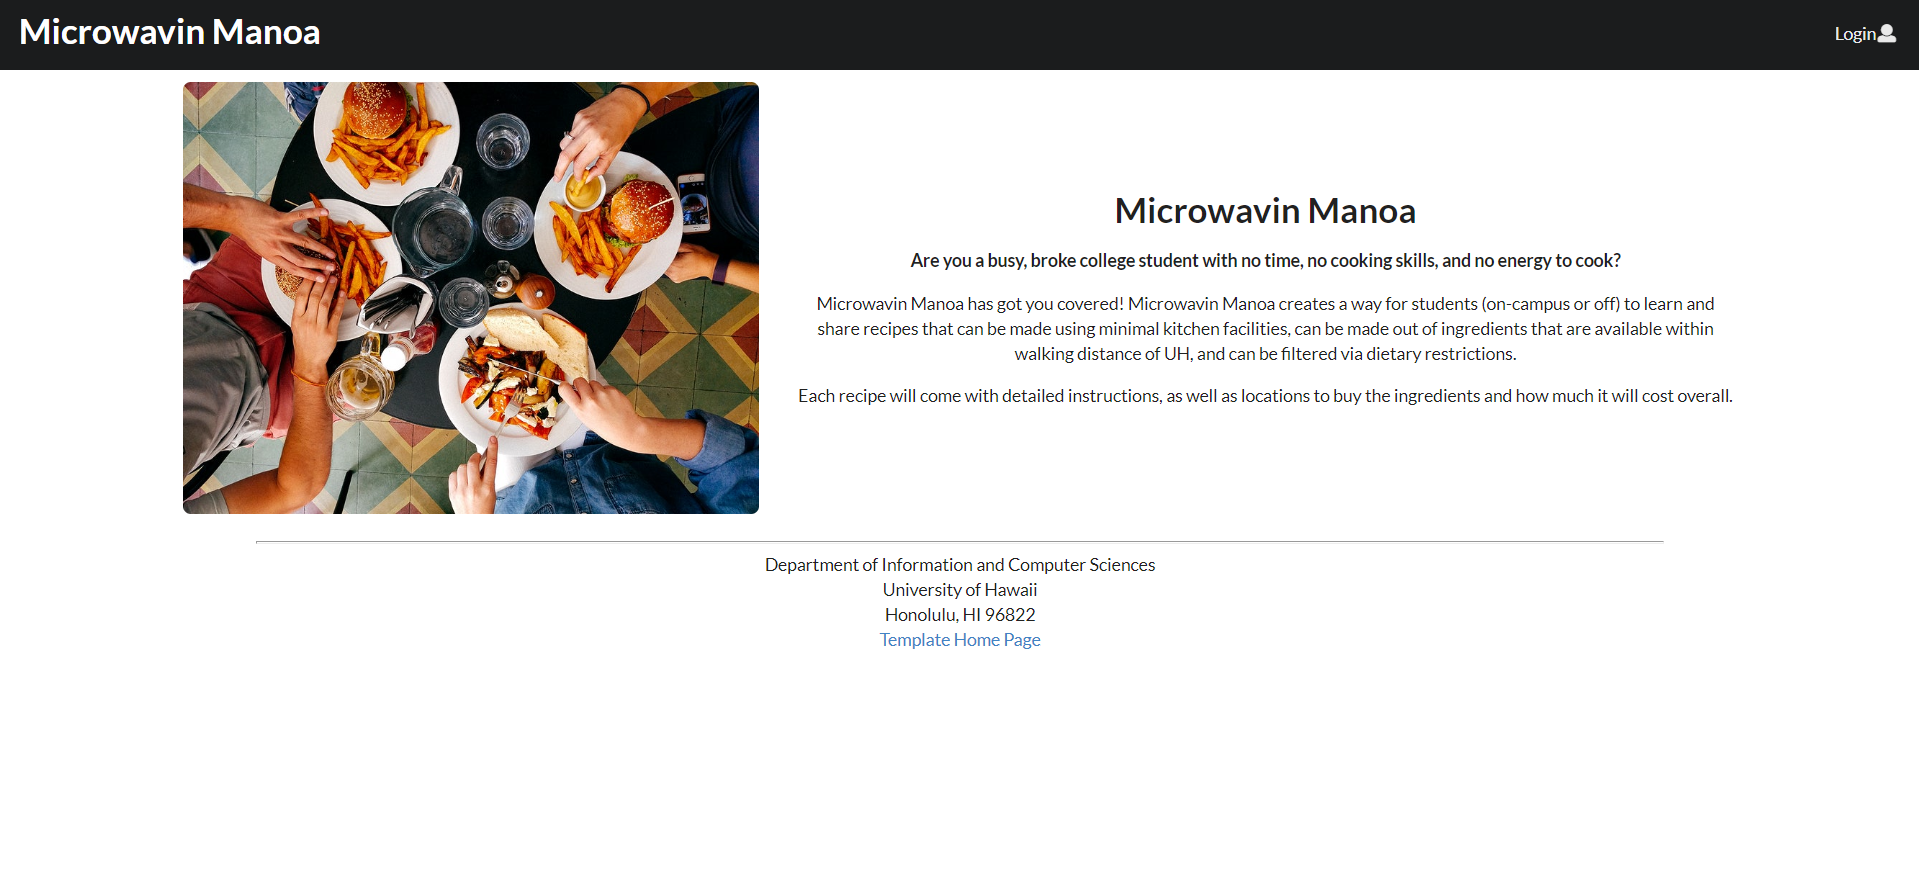 Microwavin Manoa
Login
Microwavin Manoa
Are you a busy, broke college student with no time, no cooking skills, and no energy to cook?
Microwavin Manoa has got you covered! Microwavin Manoa creates a way for students (on-campus or off) to learn and
share recipes that can be made using minimal kitchen facilities, can be made out of ingredients that are available within
walking distance of UH, and can be filtered via dietary restrictions.
Each recipe will come with detailed instructions, as well as locations to buy the ingredients and how much it will cost overall.
Department of Information and Computer Sciences
University of Hawaii
Honolulu, HI 96822
Template Home Page